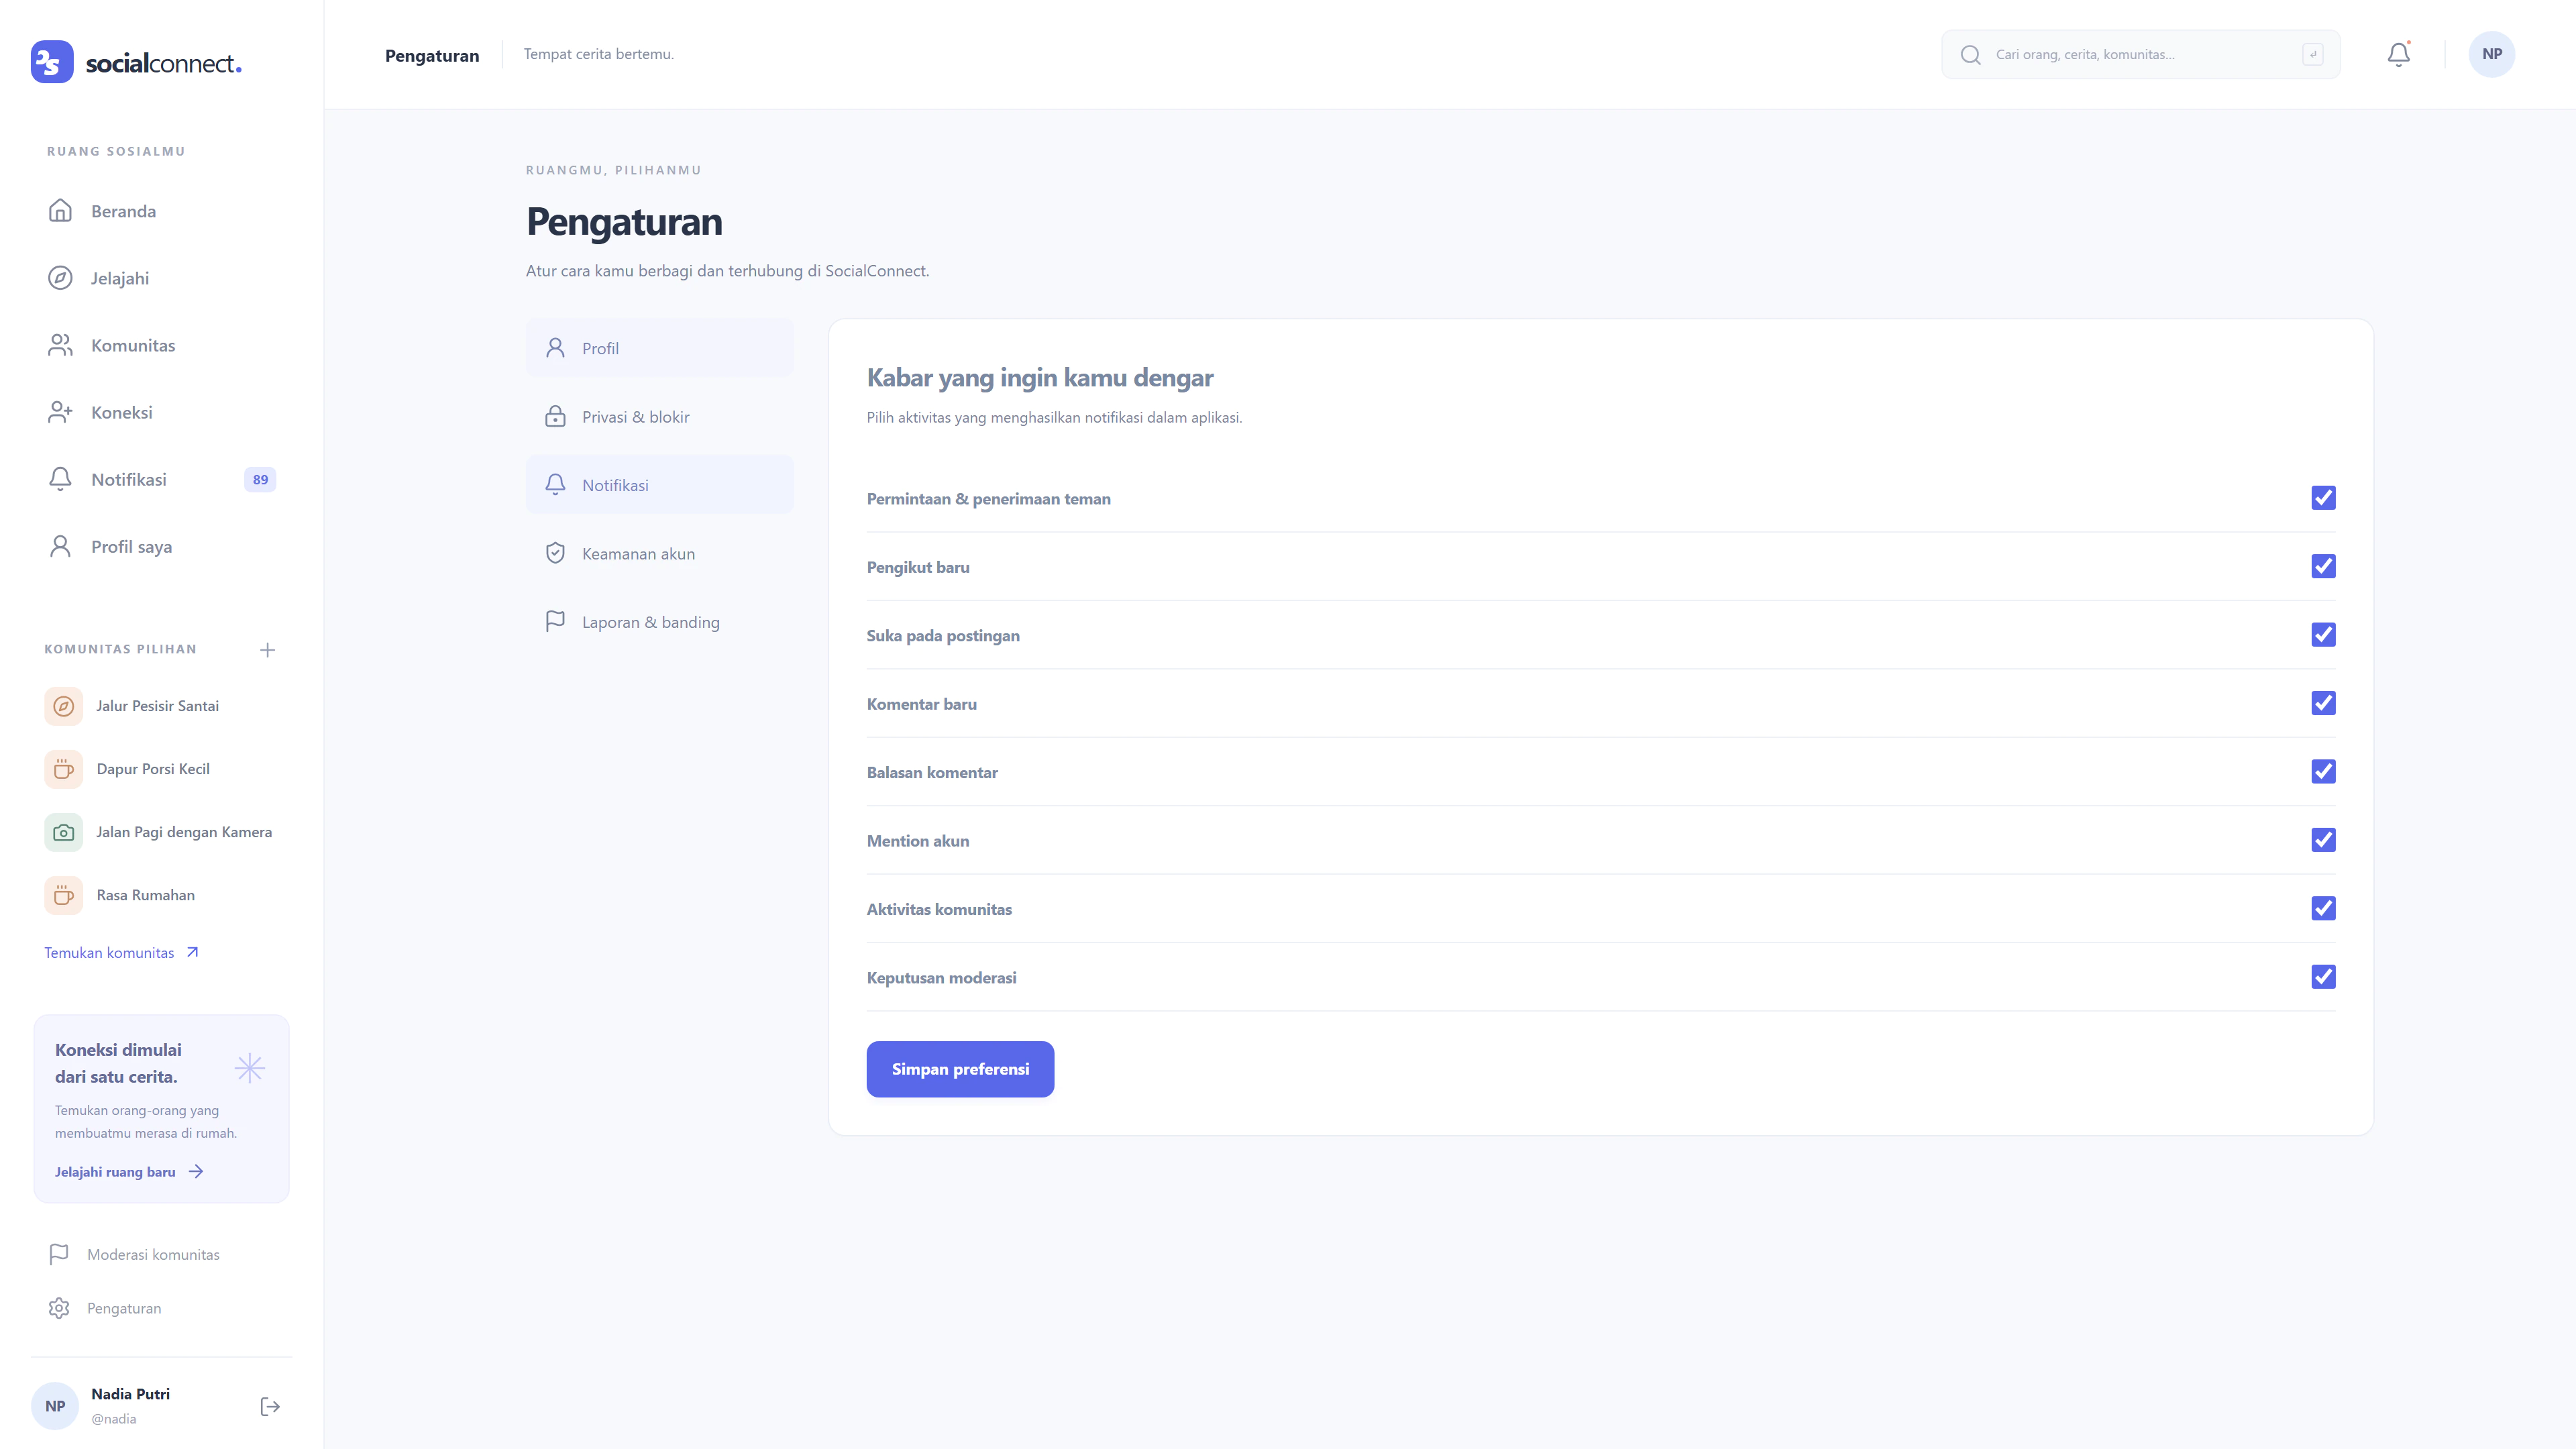 socialconnect.
RUANG SOSIALMU
Beranda
Jelajahi
Komunitas
Koneksi
Notifikasi 89
Profil saya
KOMUNITAS PILIHAN
Jalur Pesisir Santai
Dapur Porsi Kecil
Jalan Pagi dengan Kamera
Rasa Rumahan
Temukan komunitas
Koneksi dimulai
dari satu cerita.
Temukan orang-orang yang
membuatmu merasa di rumah.
Jelajahi ruang baru
Moderasi komunitas
Pengaturan
NP
Nadia Putri
@nadia
Pengaturan
Tempat cerita bertemu.
Cari orang, cerita, komunitas...
NP
RUANGMU, PILIHANMU
Pengaturan
Atur cara kamu berbagi dan terhubung di SocialConnect.
Profil
Privasi & blokir
Notifikasi
Keamanan akun
Laporan & banding
Kabar yang ingin kamu dengar
Pilih aktivitas yang menghasilkan notifikasi dalam aplikasi.
Permintaan & penerimaan teman
Pengikut baru
Suka pada postingan
Komentar baru
Balasan komentar
Mention akun
Aktivitas komunitas
Keputusan moderasi
Simpan preferensi